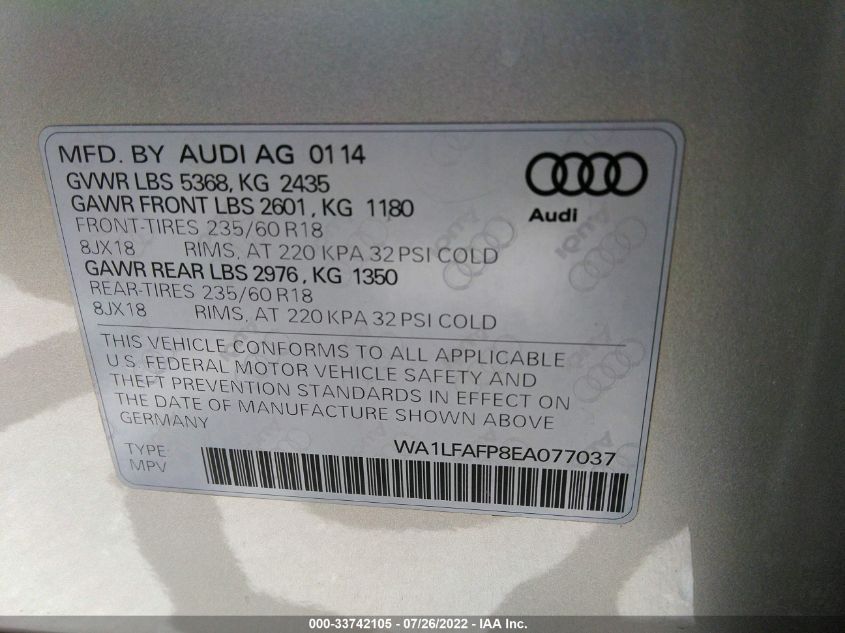 MFD. BY AUDI AG 0114
GVWR LBS 5368, KG 2435
GAWR FRONT LBS 2601, KG 1180
FRONT-TIRES 235/60 R18
8JX18 RIMS, AT 220 KPA 32 PSI COLD
GAWR REAR LBS 2976, KG 1350
REAR-TIRES 235/60 R18
8JX18 RIMS, AT 220 KPA 32 PSI COLD
Audi
THIS VEHICLE CONFORMS TO ALL APPLICABLE
U.S. FEDERAL MOTOR VEHICLE SAFETY AND
THEFT PREVENTION STANDARDS IN EFFECT ON
THE DATE OF MANUFACTURE SHOWN ABOVE
GERMANY
WA1LFAFP8EA077037
TYPE:
MPV
000-33742105 - 07/26/2022 - IAA Inc.